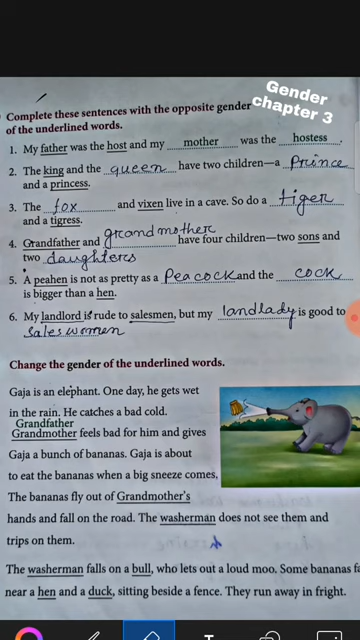 Gender
chapter 3
Complete these sentences with the opposite gender
of the underlined words.
1. My father was the host and my mother was the hostess.
2. The king and the queen have two children—a Prince
and a princess.
3. The fox and vixen live in a cave. So do a tiger
and a tigress.
4. Grandfather and grandmother have four children—two sons and
two daughters
5. A peahen is not as pretty as a Peacock and the cock
is bigger than a hen.
6. My landlord is rude to salesmen, but my landlady is good to
saleswomen
Change the gender of the underlined words.
Gaja is an elephant. One day, he gets wet
in the rain. He catches a bad cold.
Grandfather
Grandmother feels bad for him and gives
Gaja a bunch of bananas. Gaja is about
to eat the bananas when a big sneeze comes,
The bananas fly out of Grandmother's
hands and fall on the road. The washerman does not see them and
trips on them.
The washerman falls on a bull, who lets out a loud moo. Some bananas fa
near a hen and a duck, sitting beside a fence. They run away in fright.
T